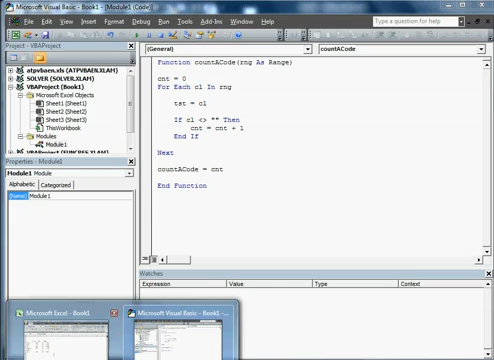 Microsoft Visual Basic - Book1 - [Module1 (Code)]
File Edit View Insert Format Debug Run Tools Add-Ins Window Help
Type a question for help
Project - VBAProject
(General)
countACode
atpvbaen.xls (ATPVBAEN.XLAM)
SOLVER (SOLVER.XLAM)
VBAProject (Book1)
Microsoft Excel Objects
Sheet1 (Sheet1)
Sheet2 (Sheet2)
Sheet3 (Sheet3)
ThisWorkbook
Modules
Module1
VBAProject (FUNCRES.XLAM)
Function countACode(rng As Range)
cnt = 0
For Each cl In rng
tst = cl
If cl <> "" Then
cnt = cnt + 1
End If
Next
countACode = cnt
End Function
Properties - Module1
Module1 Module
Alphabetic Categorized
(Name) Module1
Watches
Expression Value Type Context
Microsoft Excel - Book1
Microsoft Visual Basic - Book1 -...